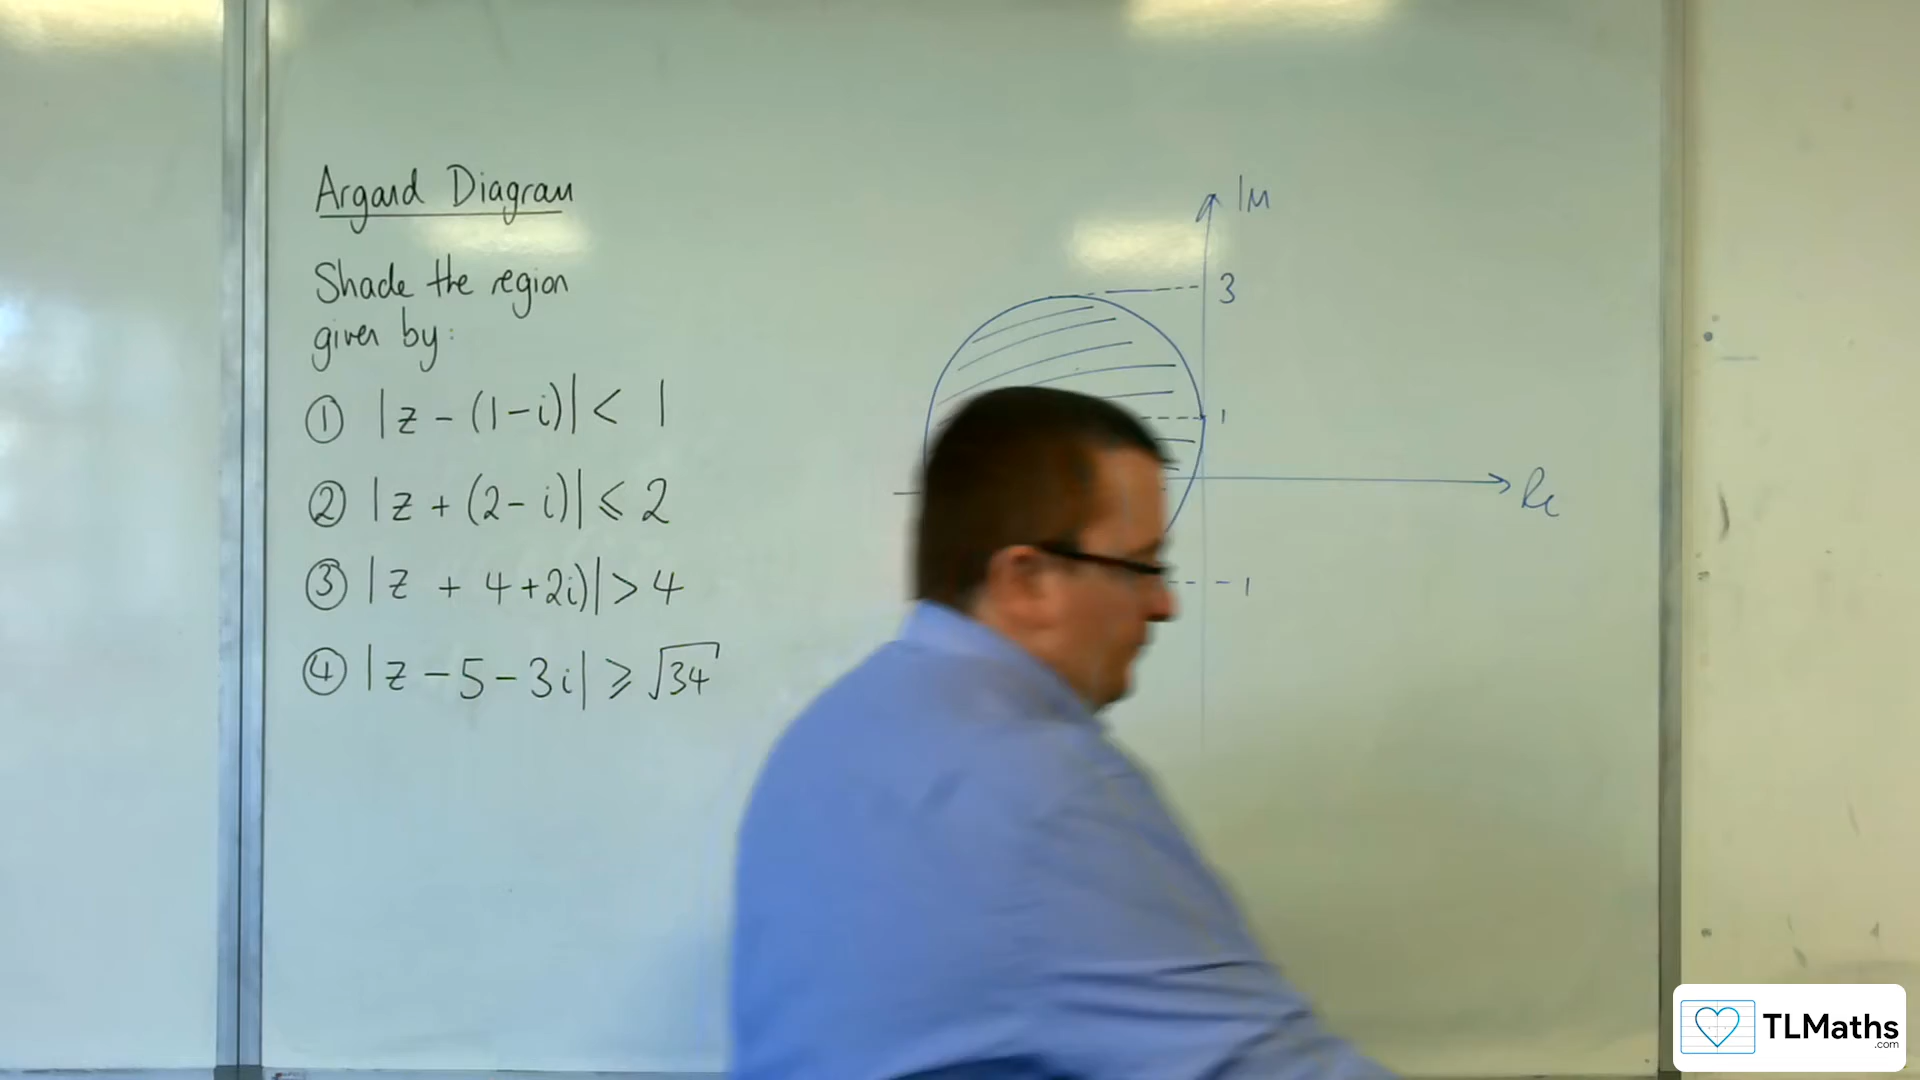 Argand Diagram
Shade the region
given by:
① |z - (1-i)| < 1
② |z + (2-i)| ⩽ 2
③ |z + 4+2i)| > 4
④ |z - 5 - 3i| ⩾ √34
Im
3
1
Re
-1
TLMaths
.com